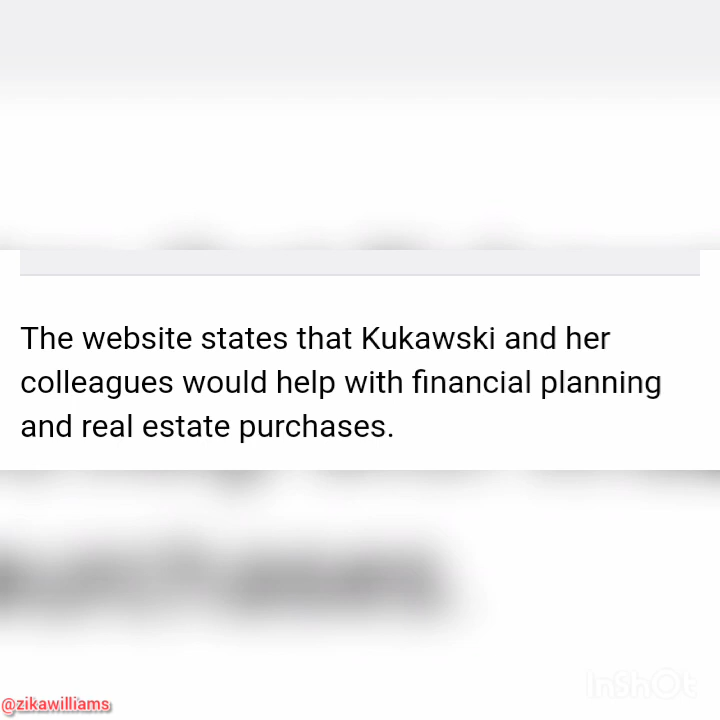 The website states that Kukawski and her
colleagues would help with financial planning
and real estate purchases.
InShOt
@zikawilliams